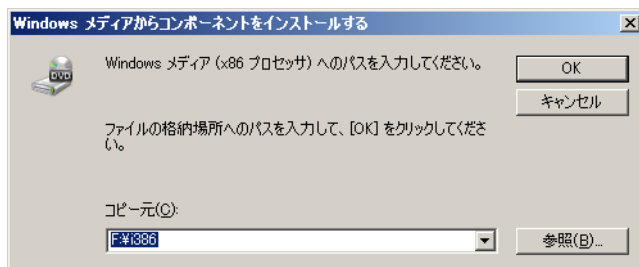 Windows メディアからコンポーネントをインストールする
DVD
Windows メディア (x86 プロセッサ) へのパスを入力してください。
OK
キャンセル
ファイルの格納場所へのパスを入力して、[OK] をクリックしてくださ
い。
コピー元(C):
F:¥i386
参照(B)...